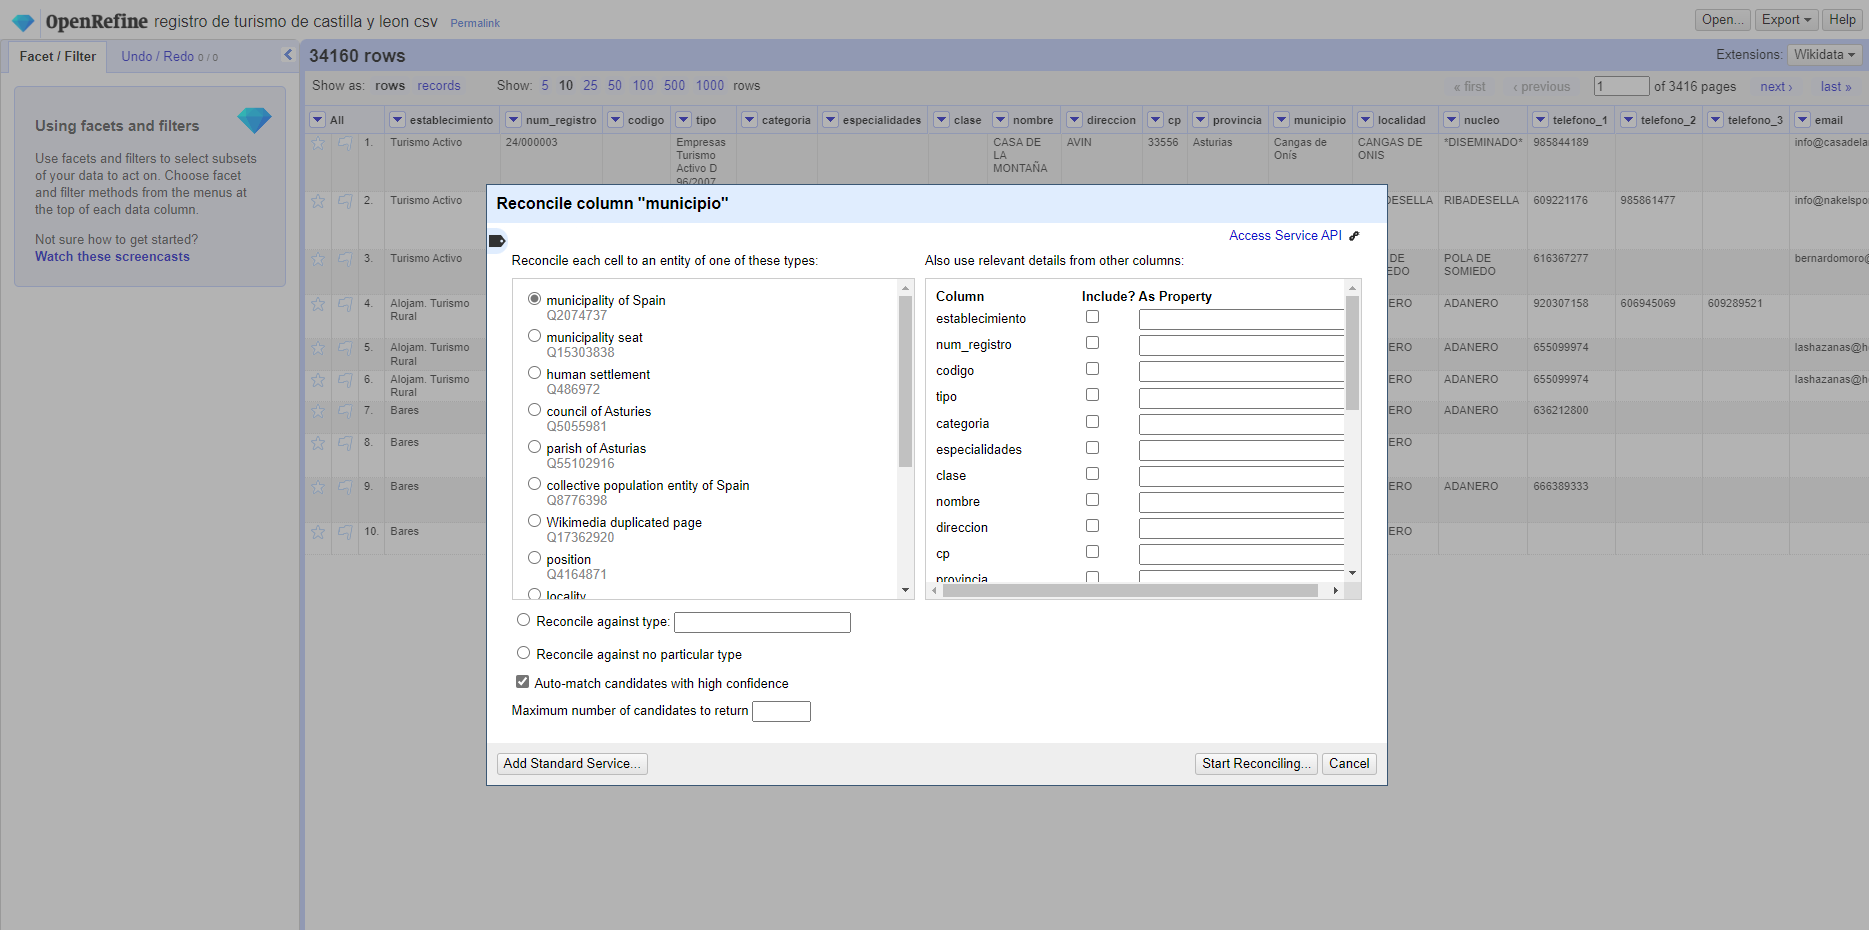 OpenRefine registro de turismo de castilla y leon csv Permalink Open... Export Help
Facet / Filter Undo / Redo 0 / 0
34160 rows Extensions: Wikidata
Show as: rows records Show: 5 10 25 50 100 500 1000 rows « first ‹ previous 1 of 3416 pages next › last »
Using facets and filters
Use facets and filters to select subsets
of your data to act on. Choose facet
and filter methods from the menus at
the top of each data column.
Not sure how to get started?
Watch these screencasts
All establecimiento num_registro codigo tipo categoria especialidades clase nombre direccion cp provincia municipio localidad nucleo telefono_1 telefono_2 telefono_3 email
1. Turismo Activo 24/000003 Empresas CASA DE AVIN 33556 Asturias Cangas de CANGAS DE *DISEMINADO* 985844189 info@casadela
Turismo LA Onís ONIS
Activo D MONTAÑA
96/2007
2. Turismo Activo DESELLA RIBADESELLA 609221176 985861477 info@nakelspo
3. Turismo Activo DE POLA DE 616367277 bernardomoro@
EDO SOMIEDO
4. Alojam. Turismo ERO ADANERO 920307158 606945069 609289521
Rural
5. Alojam. Turismo ERO ADANERO 655099974 lashazanas@h
Rural
6. Alojam. Turismo ERO ADANERO 655099974 lashazanas@h
Rural
7. Bares ERO ADANERO 636212800
8. Bares ERO
9. Bares ERO ADANERO 666389333
10. Bares ERO
Reconcile column "municipio"
Access Service API
Reconcile each cell to an entity of one of these types:
municipality of Spain
Q2074737
municipality seat
Q15303838
human settlement
Q486972
council of Asturies
Q5055981
parish of Asturias
Q55102916
collective population entity of Spain
Q8776398
Wikimedia duplicated page
Q17362920
position
Q4164871
locality
Also use relevant details from other columns:
Column Include? As Property
establecimiento
num_registro
codigo
tipo
categoria
especialidades
clase
nombre
direccion
cp
provincia
Reconcile against type:
Reconcile against no particular type
Auto-match candidates with high confidence
Maximum number of candidates to return
Add Standard Service... Start Reconciling... Cancel